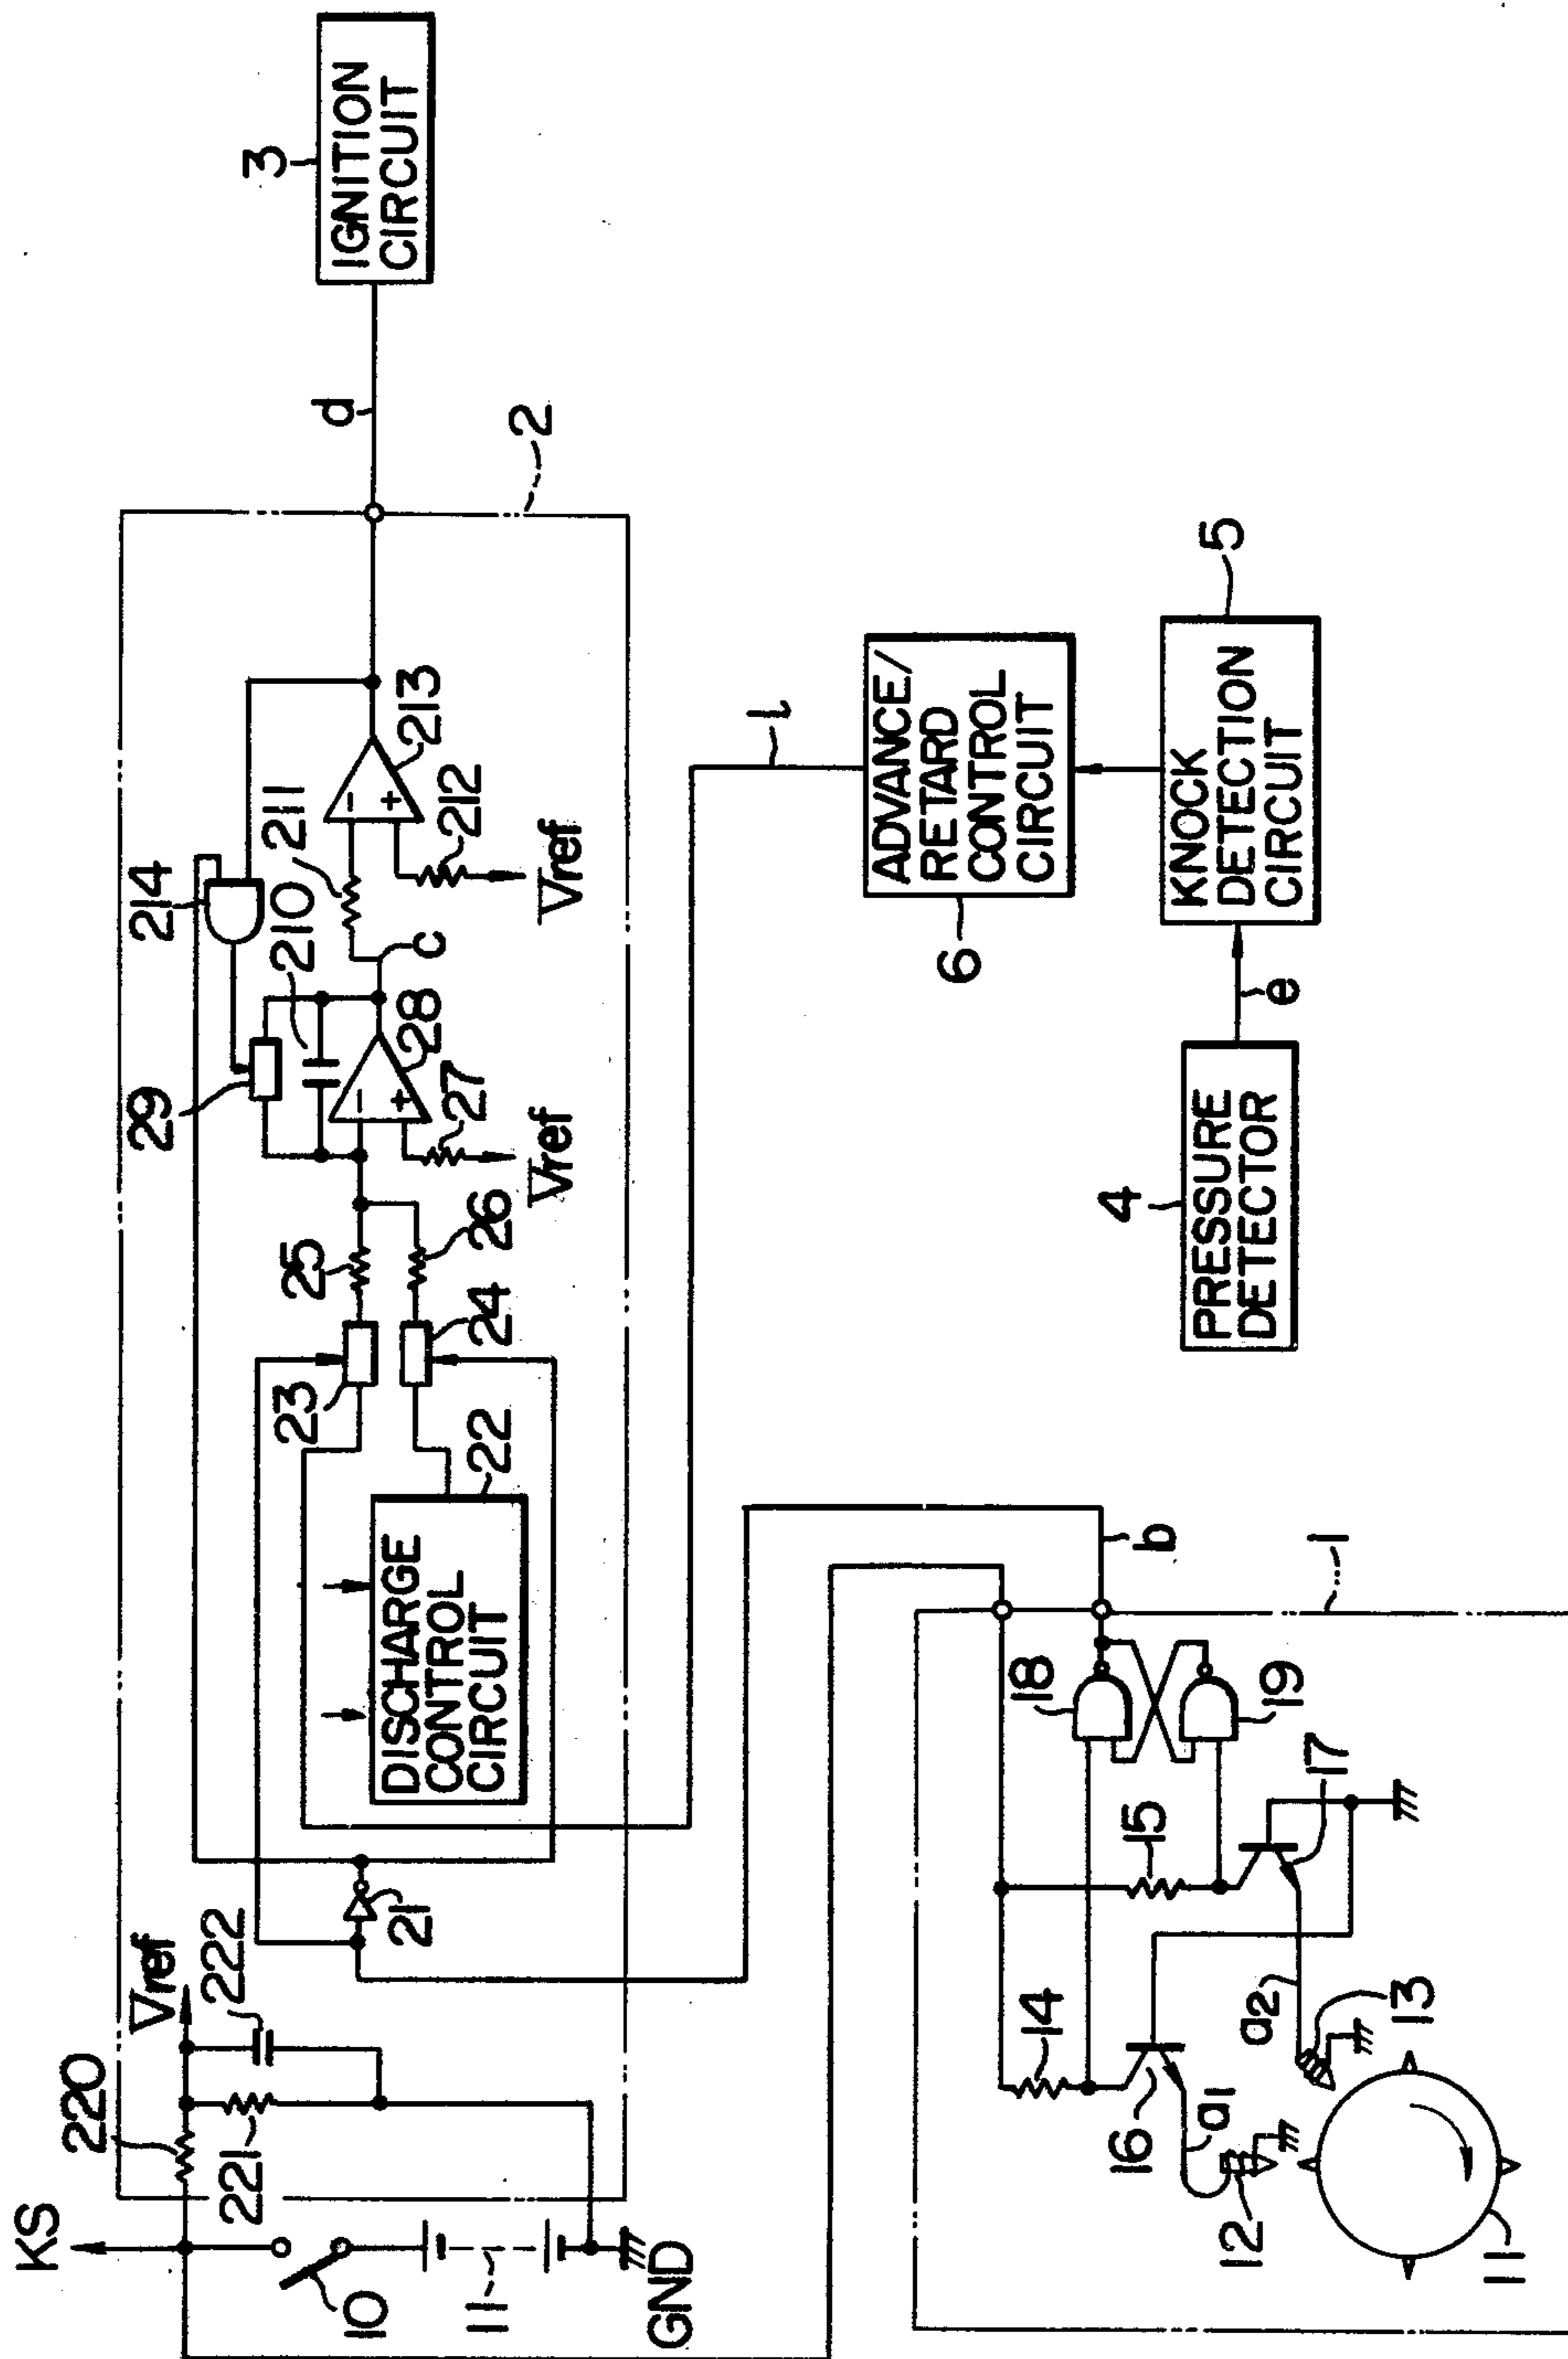 KS
10
11
GND
220
221
222
Vref
21
DISCHARGE
CONTROL
CIRCUIT
22
23
24
25
26
27
Vref
28
29
210
211
212
Vref
213
214
c
2
d
3
IGNITION
CIRCUIT
l
ADVANCE/
RETARD
CONTROL
CIRCUIT
6
KNOCK
DETECTION
CIRCUIT
5
e
4
PRESSURE
DETECTOR
b
1
11
12
13
a1
a2
14
15
16
17
18
19